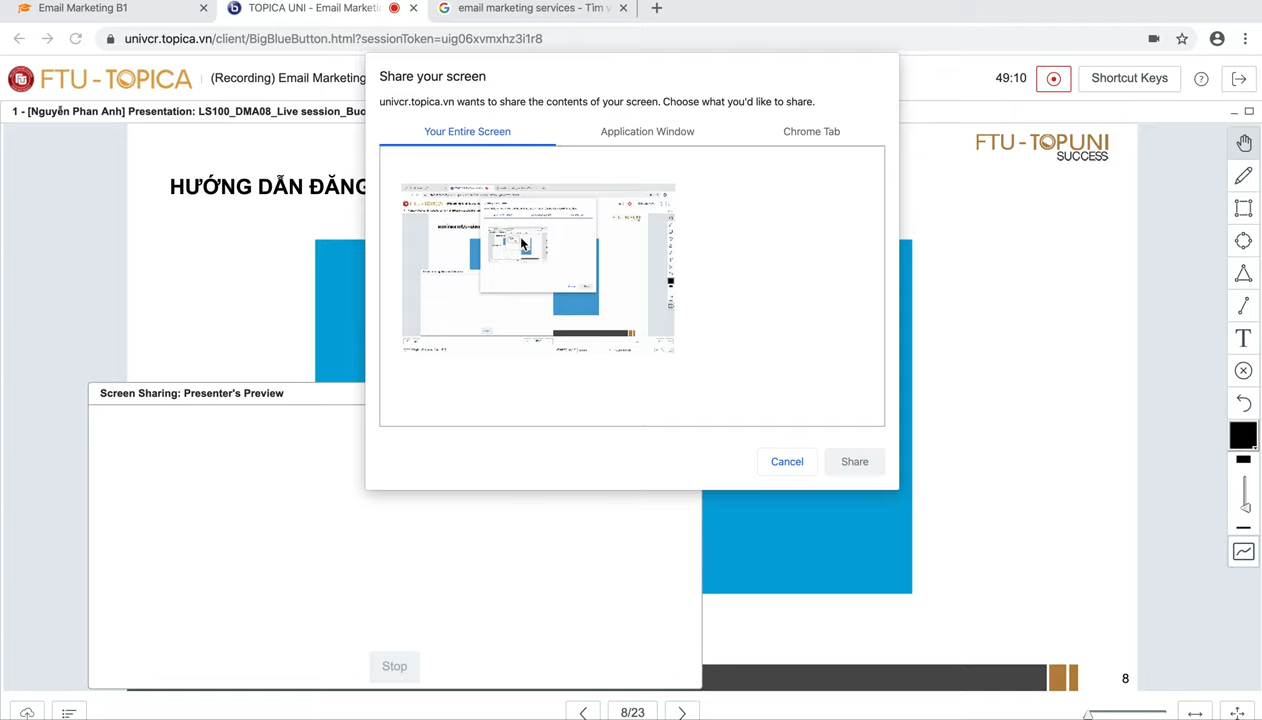 Email Marketing B1
TOPICA UNI - Email Marketin
email marketing services - Tìm v
univcr.topica.vn/client/BigBlueButton.html?sessionToken=uig06xvmxhz3i1r8
FTU - TOPICA
(Recording) Email Marketing
49:10
Shortcut Keys
1 - [Nguyễn Phan Anh] Presentation: LS100_DMA08_Live session_Buo
Share your screen
univcr.topica.vn wants to share the contents of your screen. Choose what you'd like to share.
Your Entire Screen
Application Window
Chrome Tab
FTU - TOPUNI
SUCCESS
HƯỚNG DẪN ĐĂNG
Cancel
Share
Screen Sharing: Presenter's Preview
Stop
8
8/23